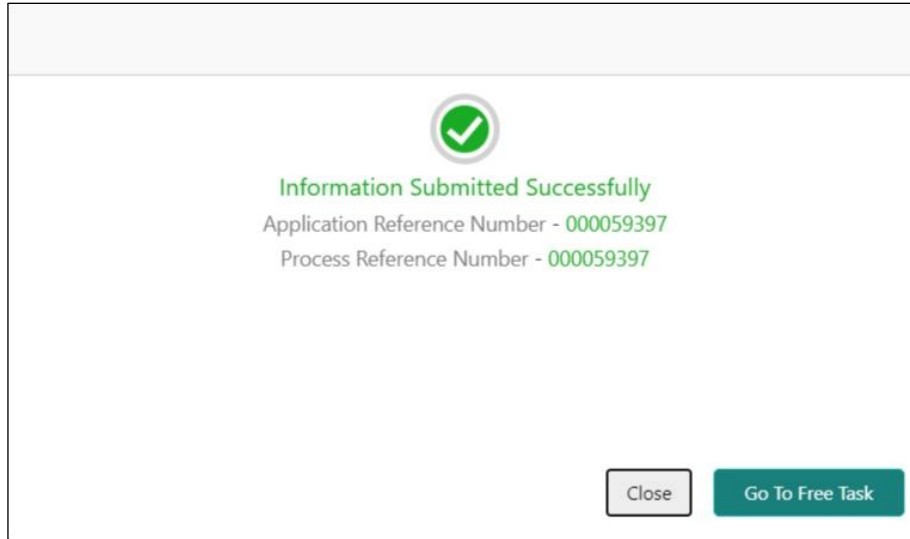 Information Submitted Successfully
Application Reference Number - 000059397
Process Reference Number - 000059397
Close
Go To Free Task